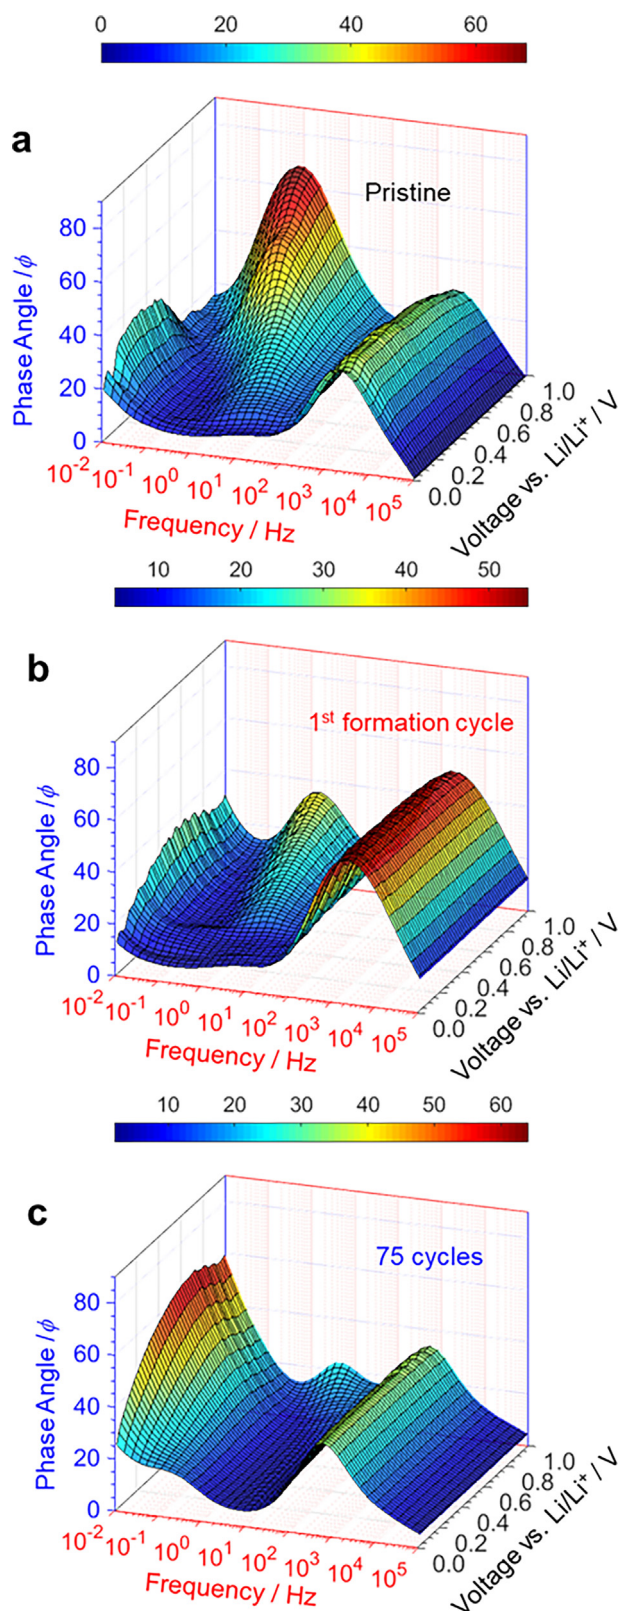 0 20 40 60
a
Pristine
80
60
40
20
0
Phase Angle /ϕ
10⁻² 10⁻¹ 10⁰ 10¹ 10² 10³ 10⁴ 10⁵
Frequency / Hz
0.0 0.2 0.4 0.6 0.8 1.0
Voltage vs. Li/Li⁺ / V
10 20 30 40 50
b
1ˢᵗ formation cycle
80
60
40
20
0
Phase Angle /ϕ
10⁻² 10⁻¹ 10⁰ 10¹ 10² 10³ 10⁴ 10⁵
Frequency / Hz
0.0 0.2 0.4 0.6 0.8 1.0
Voltage vs. Li/Li⁺ / V
10 20 30 40 50 60
c
75 cycles
80
60
40
20
0
Phase Angle /ϕ
10⁻² 10⁻¹ 10⁰ 10¹ 10² 10³ 10⁴ 10⁵
Frequency / Hz
0.0 0.2 0.4 0.6 0.8 1.0
Voltage vs. Li/Li⁺ / V